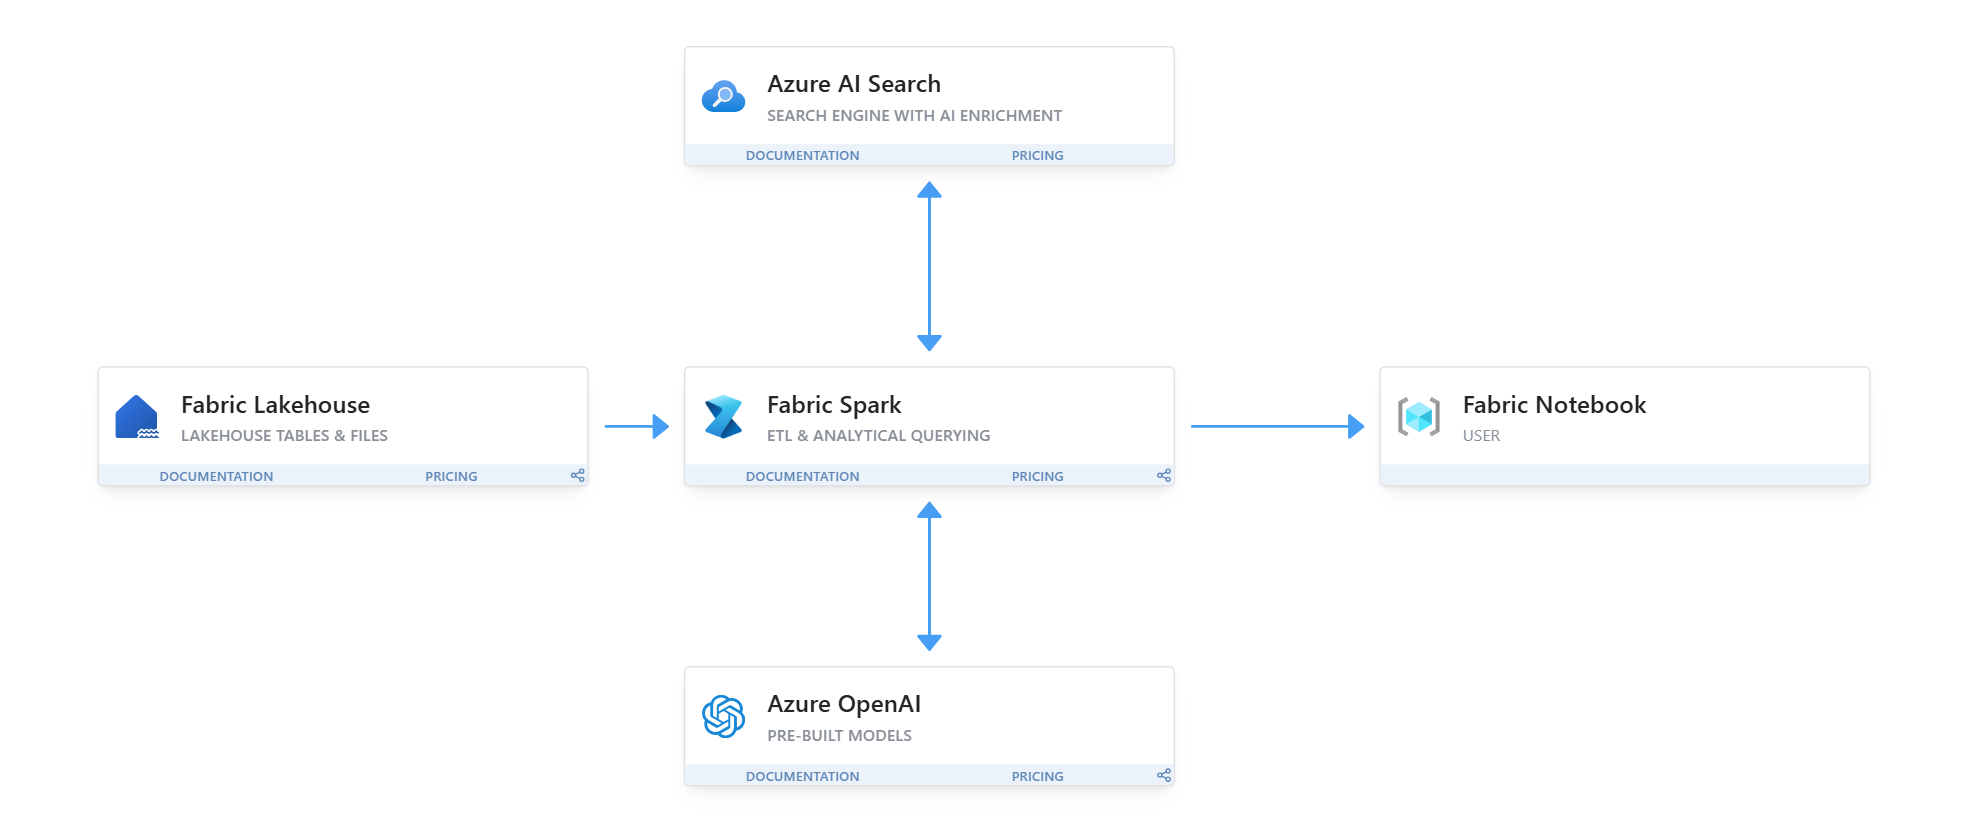 Azure AI Search
SEARCH ENGINE WITH AI ENRICHMENT
DOCUMENTATION PRICING
Fabric Lakehouse
LAKEHOUSE TABLES & FILES
DOCUMENTATION PRICING
Fabric Spark
ETL & ANALYTICAL QUERYING
DOCUMENTATION PRICING
Fabric Notebook
USER
Azure OpenAI
PRE-BUILT MODELS
DOCUMENTATION PRICING